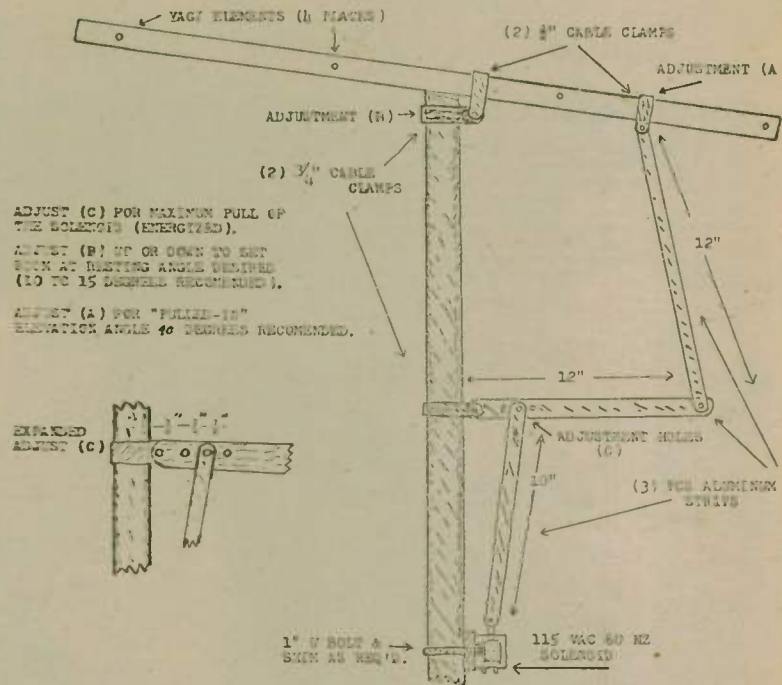 YAGI ELEMENTS (4 PLACES)
(2) ½" CABLE CLAMPS
ADJUSTMENT (A
ADJUSTMENT (B)
(2) 3/4" CABLE
CLAMPS
ADJUST (C) FOR MAXIMUM PULL OF
THE SOLENOID (ENERGIZED).
ADJUST (B) UP OR DOWN TO SET
BOOM AT RESTING ANGLE DESIRED
(10 TO 15 DEGREES RECOMENDED).
ADJUST (A) FOR "PULLED-IN"
ELEVATION ANGLE 40 DEGREES RECOMENDED.
12"
12"
EXPANDED
ADJUST (C)
ADJUSTMENT HOLES
(C)
10"
(3) PCS ALUMINUM
STRIPS
1" U BOLT &
SHIM AS REQ'D.
115 VAC 60 HZ
SOLENOID